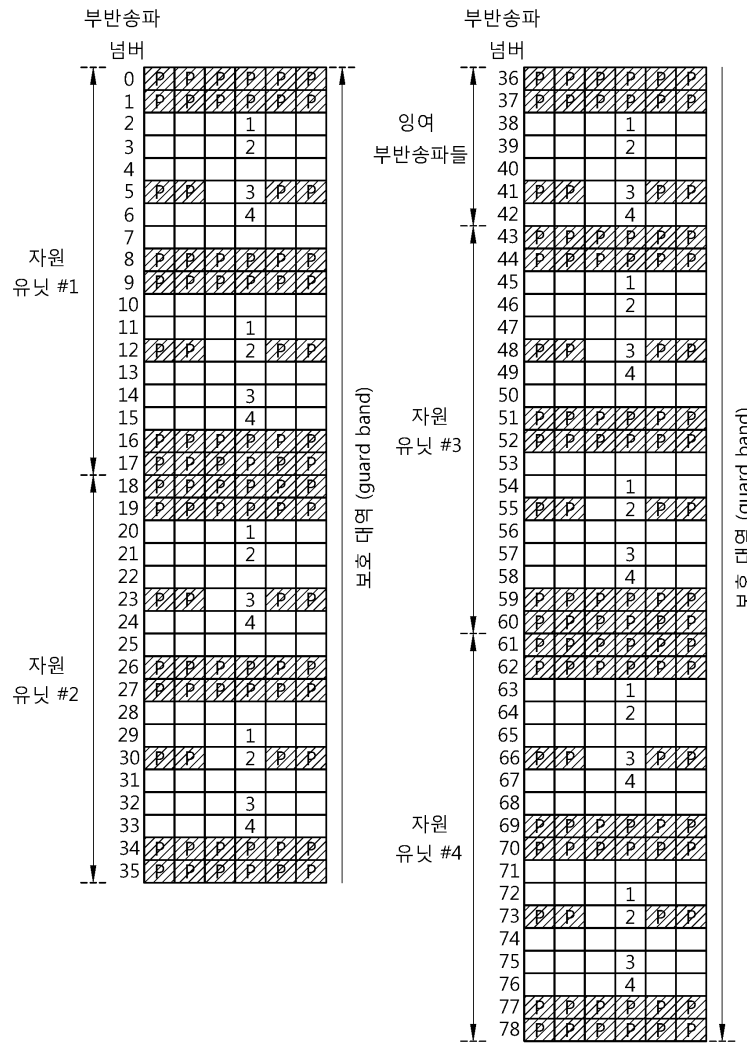 부반송파
넘버
0 P P P P P P
1 P P P P P P
2 1
3 2
4
5 P P 3 P P
6 4
7
8 P P P P P P
9 P P P P P P
10
11 1
12 P P 2 P P
13
14 3
15 4
16 P P P P P P
17 P P P P P P
18 P P P P P P
19 P P P P P P
20 1
21 2
22
23 P P 3 P P
24 4
25
26 P P P P P P
27 P P P P P P
28
29 1
30 P P 2 P P
31
32 3
33 4
34 P P P P P P
35 P P P P P P
자원
유닛 #1
자원
유닛 #2
보호 대역 (guard band)
부반송파
넘버
36 P P P P P P
37 P P P P P P
38 1
39 2
40
41 P P 3 P P
42 4
43 P P P P P P
44 P P P P P P
45 1
46 2
47
48 P P 3 P P
49 4
50
51 P P P P P P
52 P P P P P P
53
54 1
55 P P 2 P P
56
57 3
58 4
59 P P P P P P
60 P P P P P P
61 P P P P P P
62 P P P P P P
63 1
64 2
65
66 P P 3 P P
67 4
68
69 P P P P P P
70 P P P P P P
71
72 1
73 P P 2 P P
74
75 3
76 4
77 P P P P P P
78 P P P P P P
잉여
부반송파들
자원
유닛 #3
자원
유닛 #4
보호 대역 (guard band)